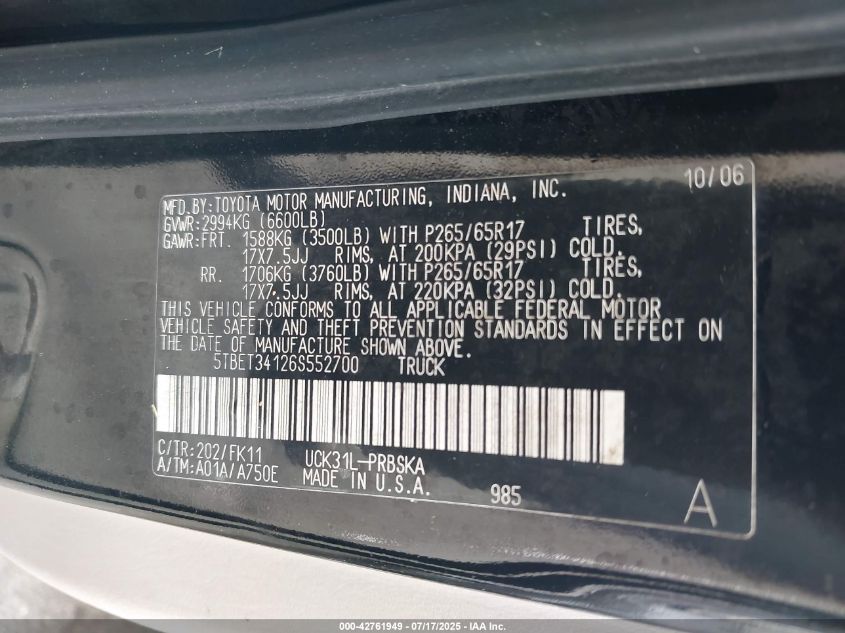 10/06
MFD.BY:TOYOTA MOTOR MANUFACTURING, INDIANA, INC.
GVWR:2994KG (6600LB)
GAWR:FRT. 1588KG (3500LB) WITH P265/65R17 TIRES,
17X7.5JJ RIMS, AT 200KPA (29PSI) COLD.
RR. 1706KG (3760LB) WITH P265/65R17 TIRES,
17X7.5JJ RIMS, AT 220KPA (32PSI) COLD.
THIS VEHICLE CONFORMS TO ALL APPLICABLE FEDERAL MOTOR
VEHICLE SAFETY AND THEFT PREVENTION STANDARDS IN EFFECT ON
THE DATE OF MANUFACTURE SHOWN ABOVE.
5TBET34126S552700 TRUCK
C/TR:202/FK11 UCK31L-PRBSKA
A/TM:A01A/A750E MADE IN U.S.A. 985 A
000-42761949 - 07/17/2025 - IAA Inc.